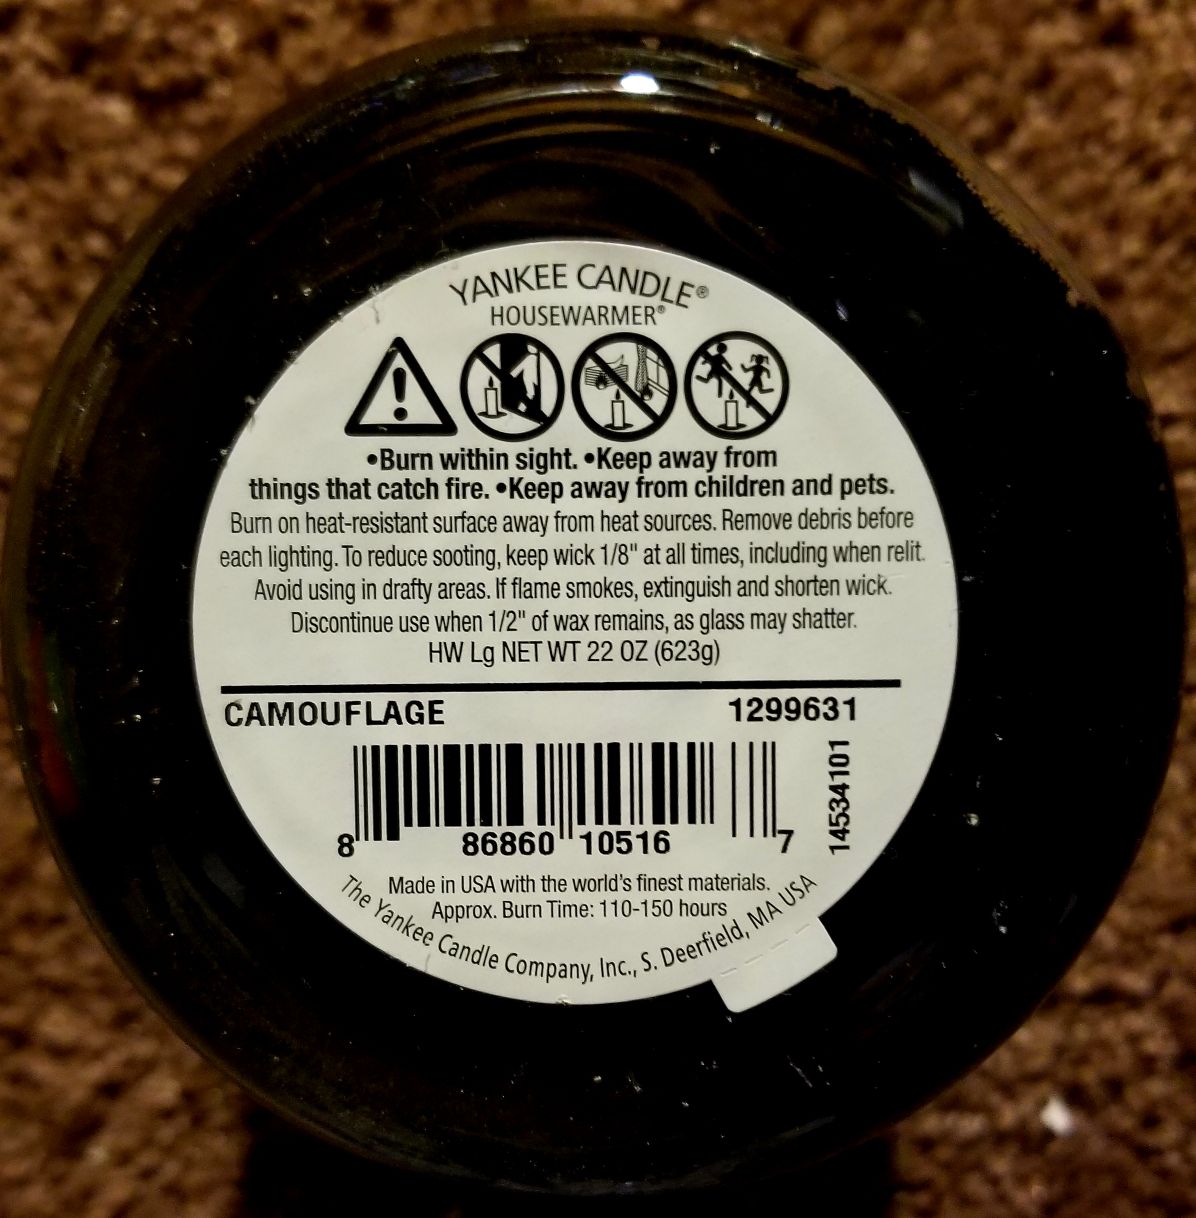 YANKEE CANDLE®
HOUSEWARMER®
•Burn within sight. •Keep away from
things that catch fire. •Keep away from children and pets.
Burn on heat-resistant surface away from heat sources. Remove debris before
each lighting. To reduce sooting, keep wick 1/8" at all times, including when relit.
Avoid using in drafty areas. If flame smokes, extinguish and shorten wick.
Discontinue use when 1/2" of wax remains, as glass may shatter.
HW Lg NET WT 22 OZ (623g)
CAMOUFLAGE 1299631
14534101
8 86860 10516 7
Made in USA with the world's finest materials.
Approx. Burn Time: 110-150 hours
The Yankee Candle Company, Inc., S. Deerfield, MA USA